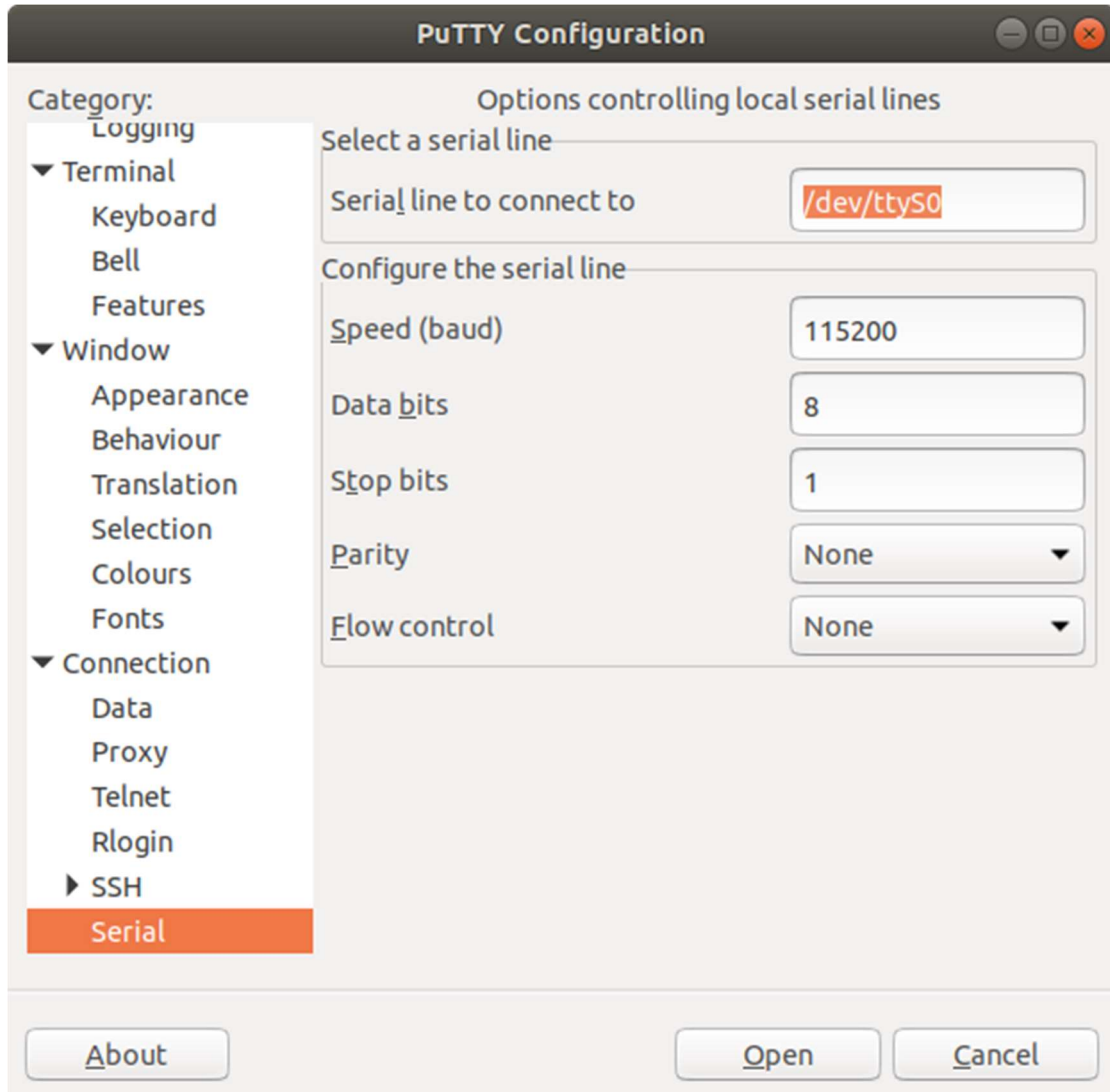 PuTTY Configuration
Category:
Logging
Terminal
Keyboard
Bell
Features
Window
Appearance
Behaviour
Translation
Selection
Colours
Fonts
Connection
Data
Proxy
Telnet
Rlogin
SSH
Serial
Options controlling local serial lines
Select a serial line
Serial line to connect to /dev/ttyS0
Configure the serial line
Speed (baud) 115200
Data bits 8
Stop bits 1
Parity None
Flow control None
About Open Cancel